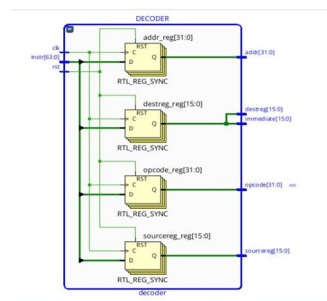 DECODER
clk
instr[63:0]
rst
addr_reg[31:0]
RST
C
D
Q
RTL_REG_SYNC
addr[31:0]
destreg_reg[15:0]
RST
C
D
Q
RTL_REG_SYNC
destreg[15:0]
immediate[15:0]
opcode_reg[31:0]
RST
C
D
Q
RTL_REG_SYNC
opcode[31:0]
sourcereg_reg[15:0]
RST
C
D
Q
RTL_REG_SYNC
sourcereg[15:0]
decoder